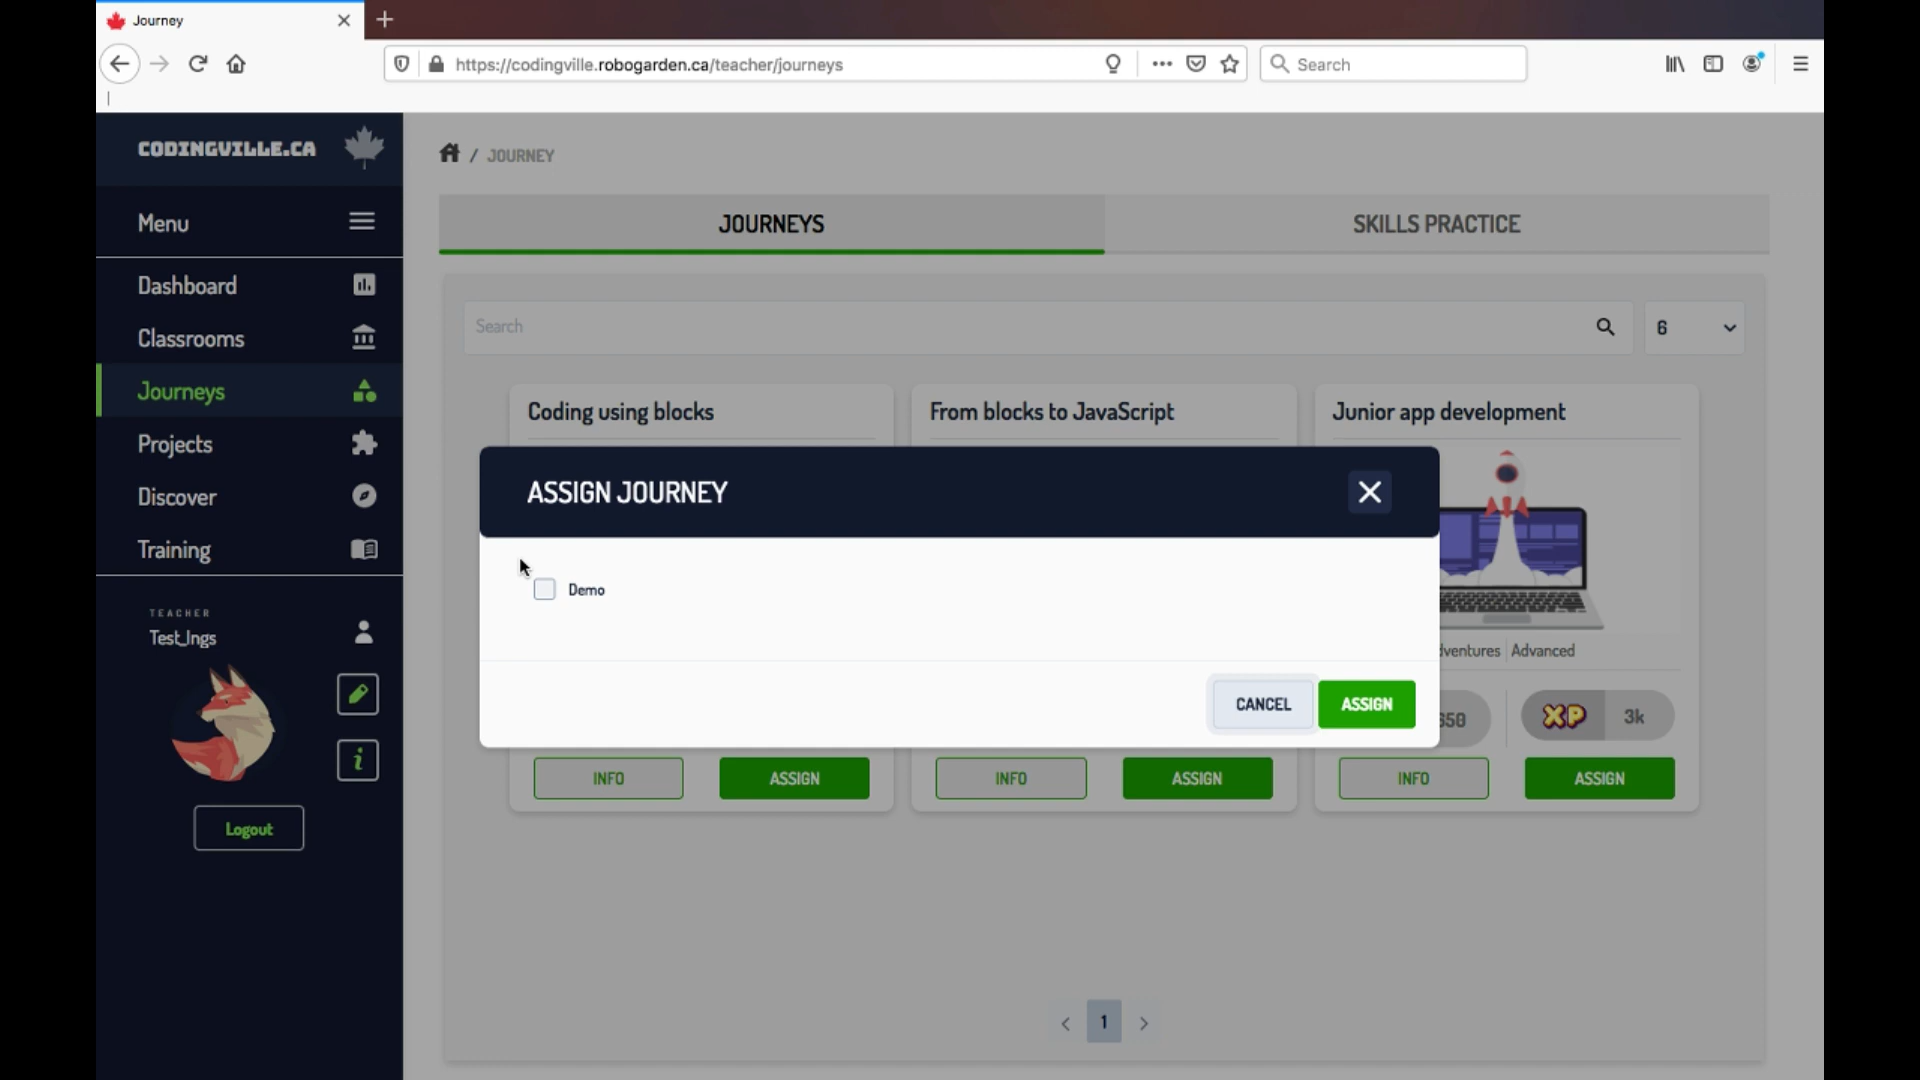 Journey
https://codingville.robogarden.ca/teacher/journeys
Search
CODINGVILLE.CA
Menu
Dashboard
Classrooms
Journeys
Projects
Discover
Training
TEACHER
Test_Ings
i
Logout
/ JOURNEY
JOURNEYS
SKILLS PRACTICE
Search
6
Coding using blocks
From blocks to JavaScript
Junior app development
ASSIGN JOURNEY
Demo
CANCEL
ASSIGN
Advanced
XP
3k
INFO
ASSIGN
INFO
ASSIGN
INFO
ASSIGN
< 1 >